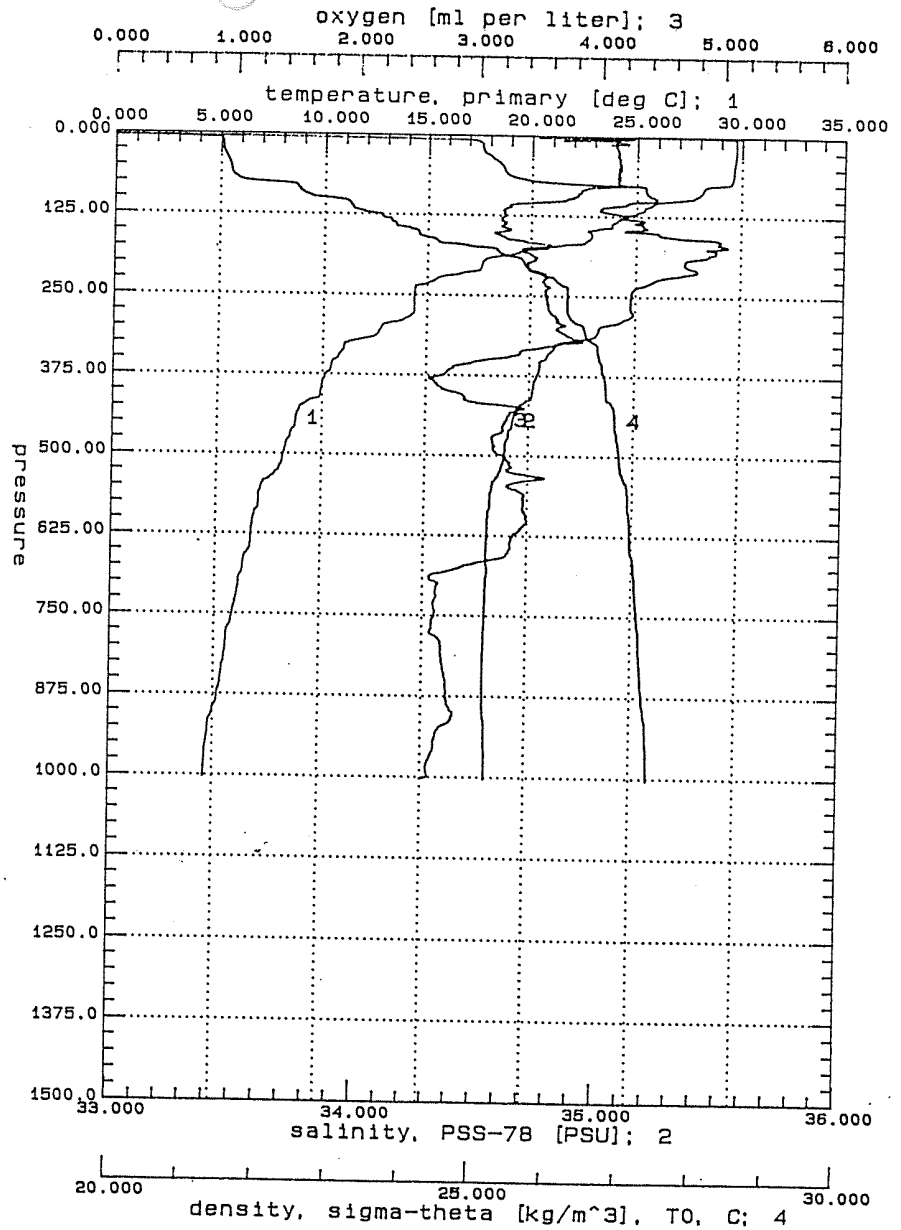 oxygen [ml per liter]; 3
0.000 1.000 2.000 3.000 4.000 5.000 6.000
temperature, primary [deg C]; 1
0.000 5.000 10.000 15.000 20.000 25.000 30.000 35.000
0.000
125.00
250.00
375.00
1 32 4
500.00
pressure
625.00
750.00
875.00
1000.0
1125.0
1250.0
1375.0
1500.0
33.000 34.000 35.000 36.000
salinity, PSS-78 [PSU]; 2
20.000 25.000 30.000
density, sigma-theta [kg/m^3], T0, C; 4